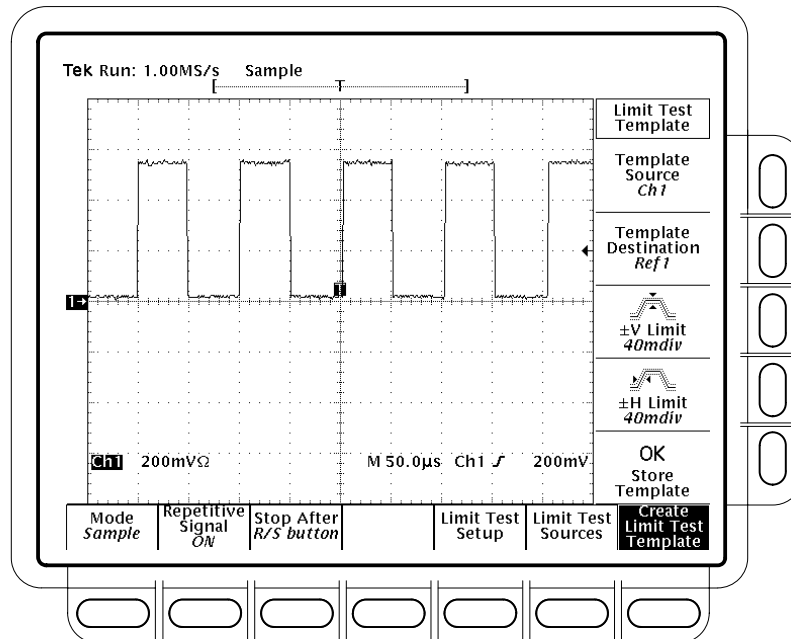 Tek Run: 1.00MS/s Sample
[ T ]
Limit Test
Template
Template
Source
Ch1
Template
Destination
Ref1
±V Limit
40mdiv
±H Limit
40mdiv
OK
Store
Template
T
1
Ch1 200mVΩ M 50.0µs Ch1 200mV
Mode
Sample
Repetitive
Signal
ON
Stop After
R/S button
Limit Test
Setup
Limit Test
Sources
Create
Limit Test
Template